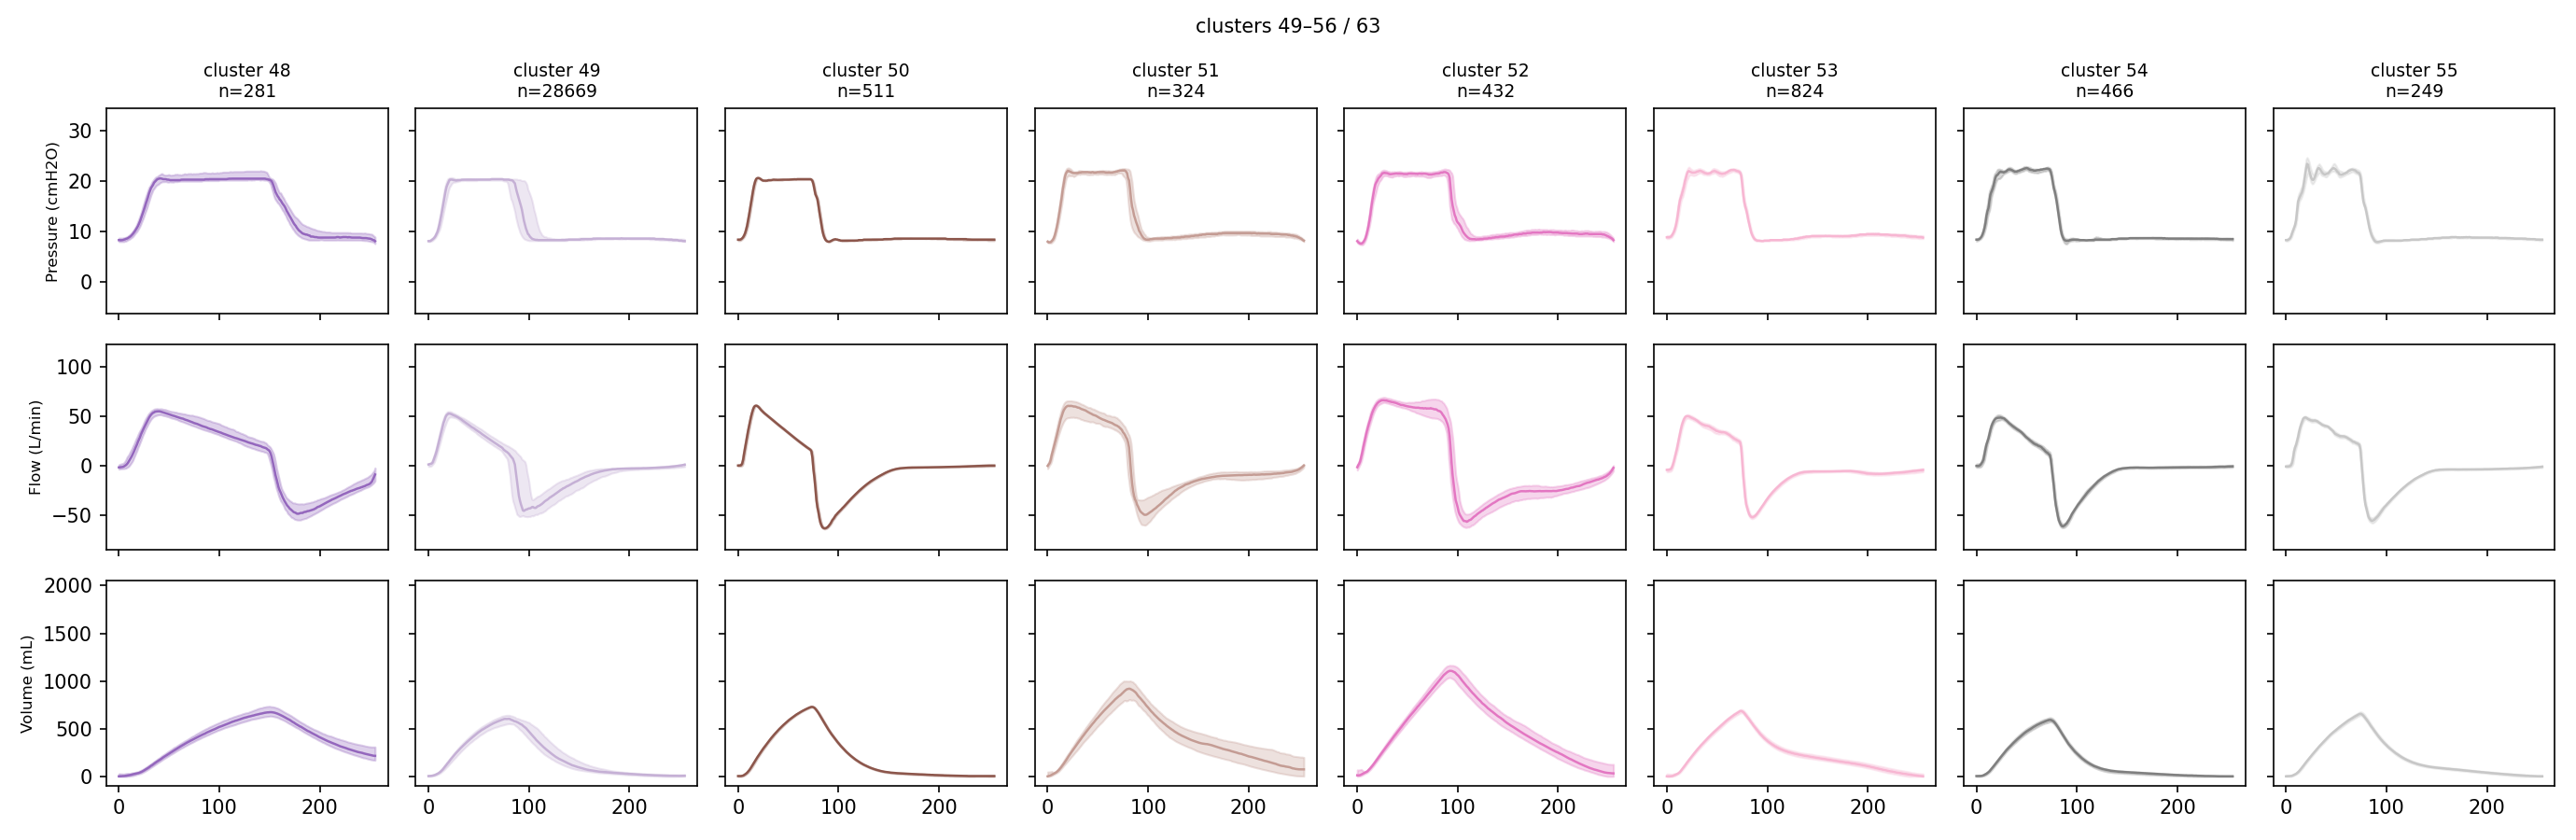 clusters 49–56 / 63
cluster 48
n=281
cluster 49
n=28669
cluster 50
n=511
cluster 51
n=324
cluster 52
n=432
cluster 53
n=824
cluster 54
n=466
cluster 55
n=249
Pressure (cmH2O)
30
20
10
0
Flow (L/min)
100
50
0
−50
Volume (mL)
2000
1500
1000
500
0
0 100 200
0 100 200
0 100 200
0 100 200
0 100 200
0 100 200
0 100 200
0 100 200